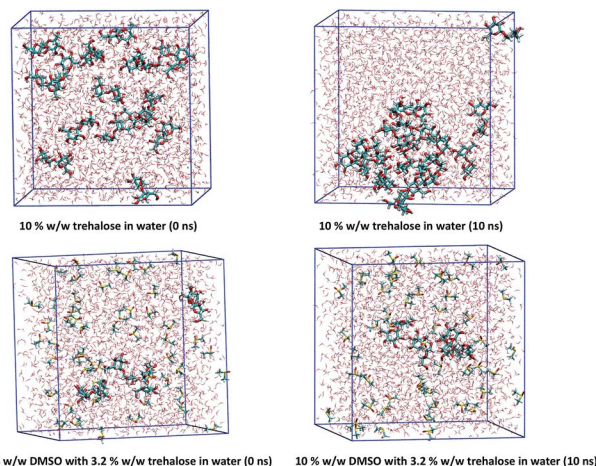 10 % w/w trehalose in water (0 ns)
10 % w/w trehalose in water (10 ns)
w/w DMSO with 3.2 % w/w trehalose in water (0 ns)
10 % w/w DMSO with 3.2 % w/w trehalose in water (10 ns)